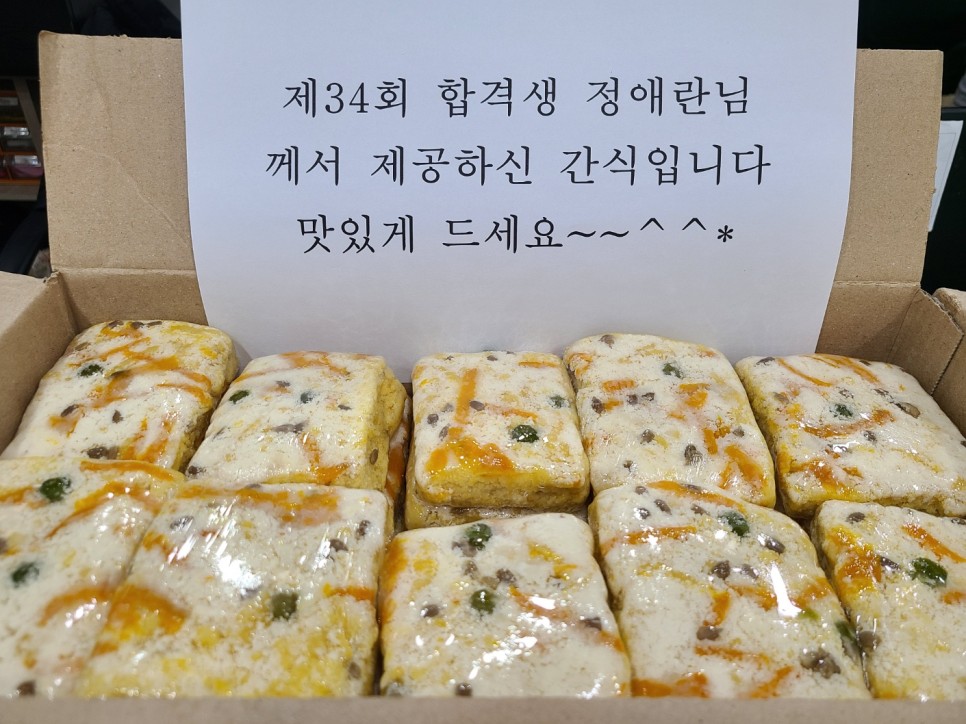 제34회 합격생 정애란님
께서 제공하신 간식입니다
맛있게 드세요~~^^*